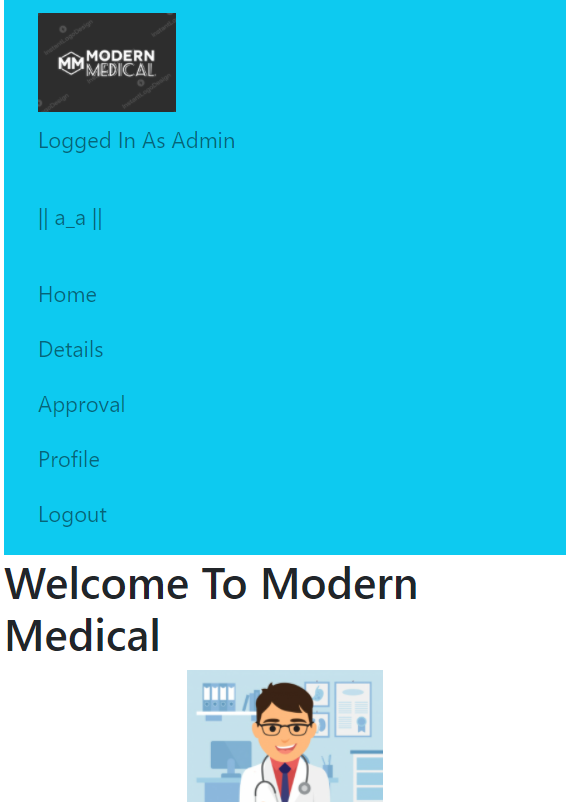 MM MODERN
MEDICAL
Logged In As Admin
|| a_a ||
Home
Details
Approval
Profile
Logout
Welcome To Modern
Medical